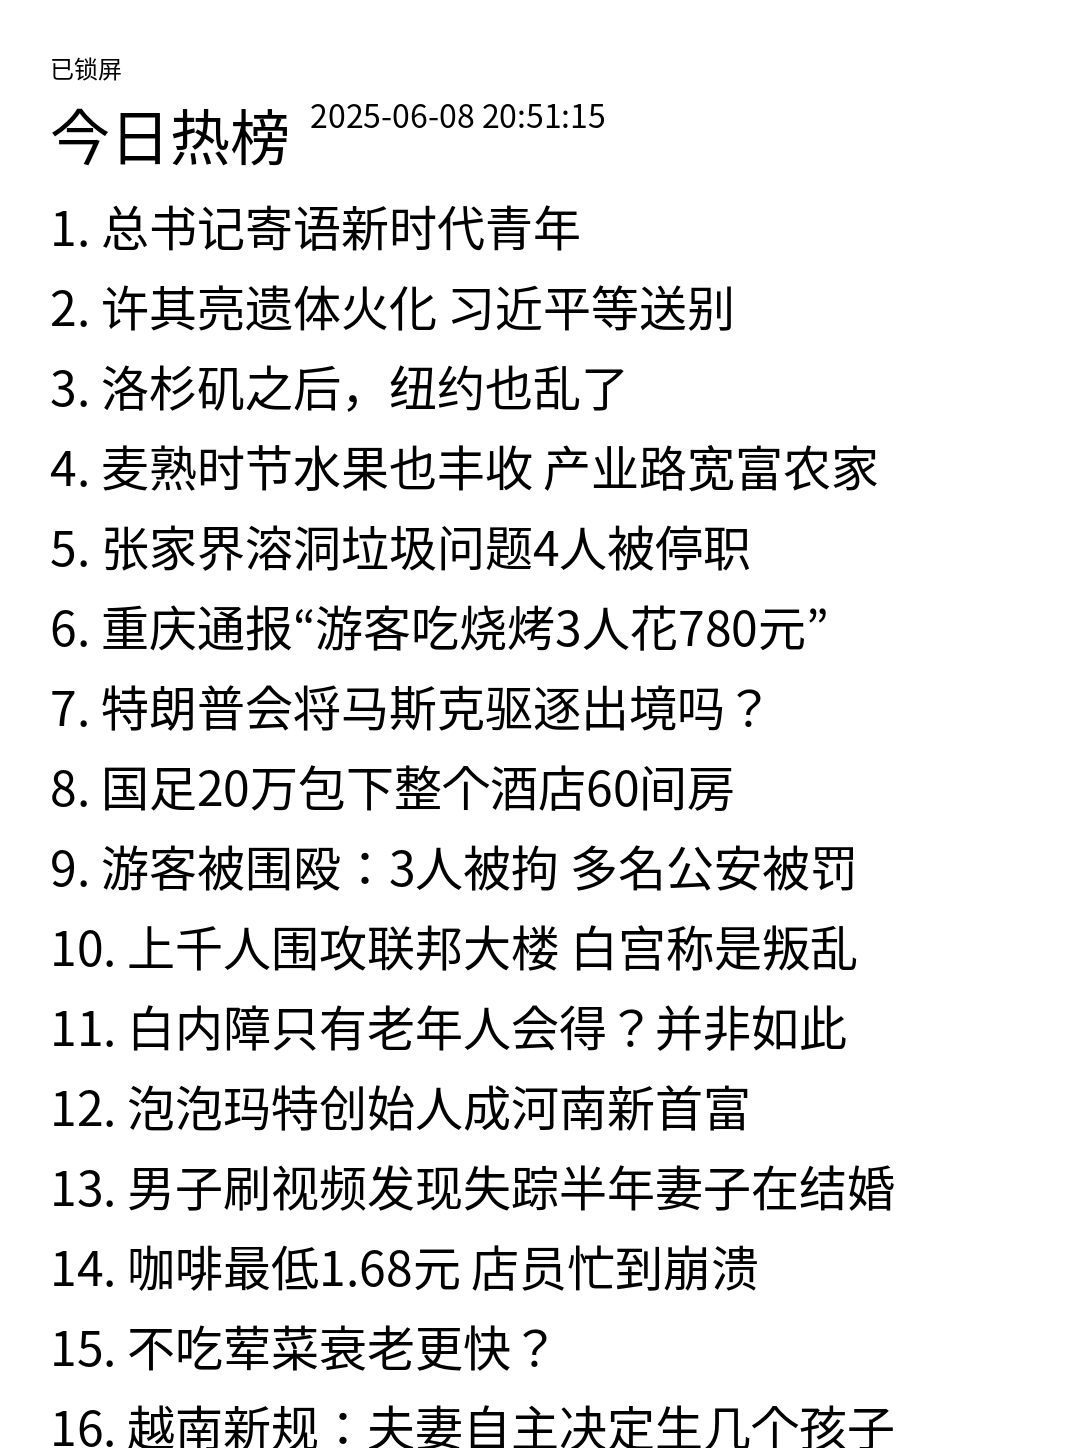 已锁屏
今日热榜 2025-06-08 20:51:15
1. 总书记寄语新时代青年
2. 许其亮遗体火化 习近平等送别
3. 洛杉矶之后，纽约也乱了
4. 麦熟时节水果也丰收 产业路宽富农家
5. 张家界溶洞垃圾问题4人被停职
6. 重庆通报“游客吃烧烤3人花780元”
7. 特朗普会将马斯克驱逐出境吗？
8. 国足20万包下整个酒店60间房
9. 游客被围殴：3人被拘 多名公安被罚
10. 上千人围攻联邦大楼 白宫称是叛乱
11. 白内障只有老年人会得？并非如此
12. 泡泡玛特创始人成河南新首富
13. 男子刷视频发现失踪半年妻子在结婚
14. 咖啡最低1.68元 店员忙到崩溃
15. 不吃荤菜衰老更快？
16. 越南新规：夫妻自主决定生几个孩子